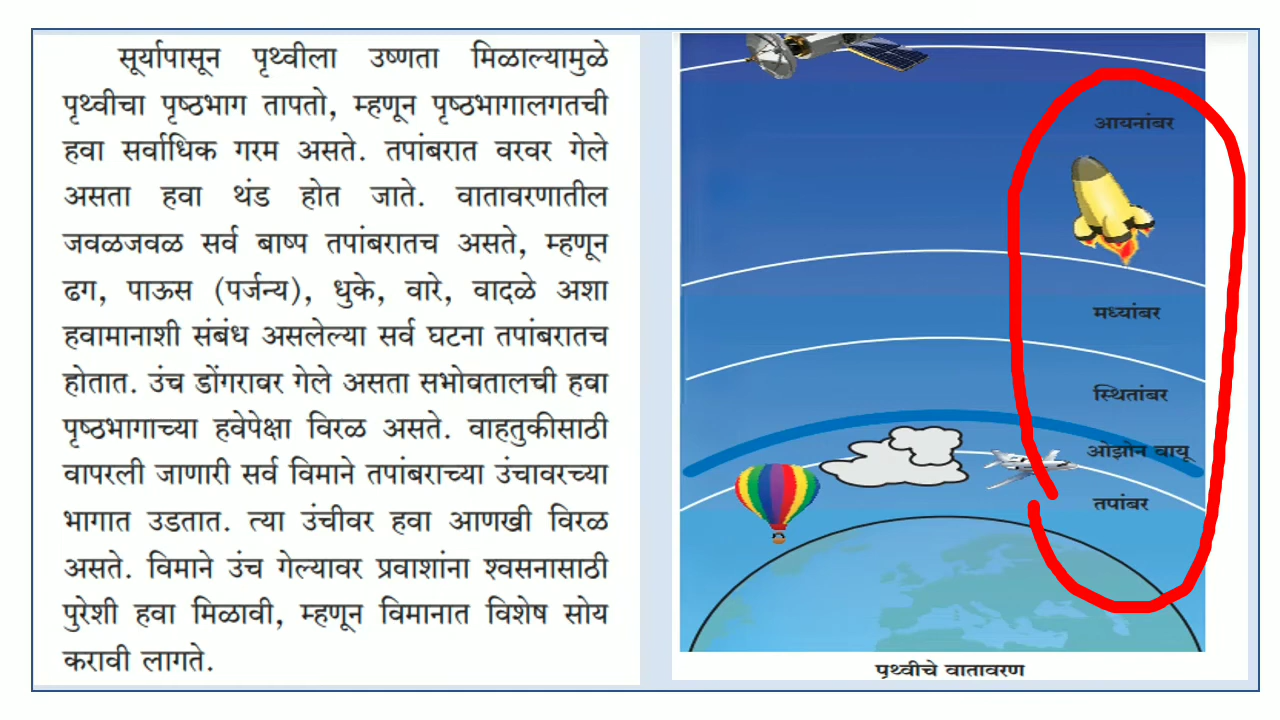 सूर्यापासून पृथ्वीला उष्णता मिळाल्यामुळे
पृथ्वीचा पृष्ठभाग तापतो, म्हणून पृष्ठभागालगतची
हवा सर्वाधिक गरम असते. तपांबरात वरवर गेले
असता हवा थंड होत जाते. वातावरणातील
जवळजवळ सर्व बाष्प तपांबरातच असते, म्हणून
ढग, पाऊस (पर्जन्य), धुके, वारे, वादळे अशा
हवामानाशी संबंध असलेल्या सर्व घटना तपांबरातच
होतात. उंच डोंगरावर गेले असता सभोवतालची हवा
पृष्ठभागाच्या हवेपेक्षा विरळ असते. वाहतुकीसाठी
वापरली जाणारी सर्व विमाने तपांबराच्या उंचावरच्या
भागात उडतात. त्या उंचीवर हवा आणखी विरळ
असते. विमाने उंच गेल्यावर प्रवाशांना श्वसनासाठी
पुरेशी हवा मिळावी, म्हणून विमानात विशेष सोय
करावी लागते.
आयनांबर
मध्यांबर
स्थितांबर
ओझोन वायू
तपांबर
पृथ्वीचे वातावरण